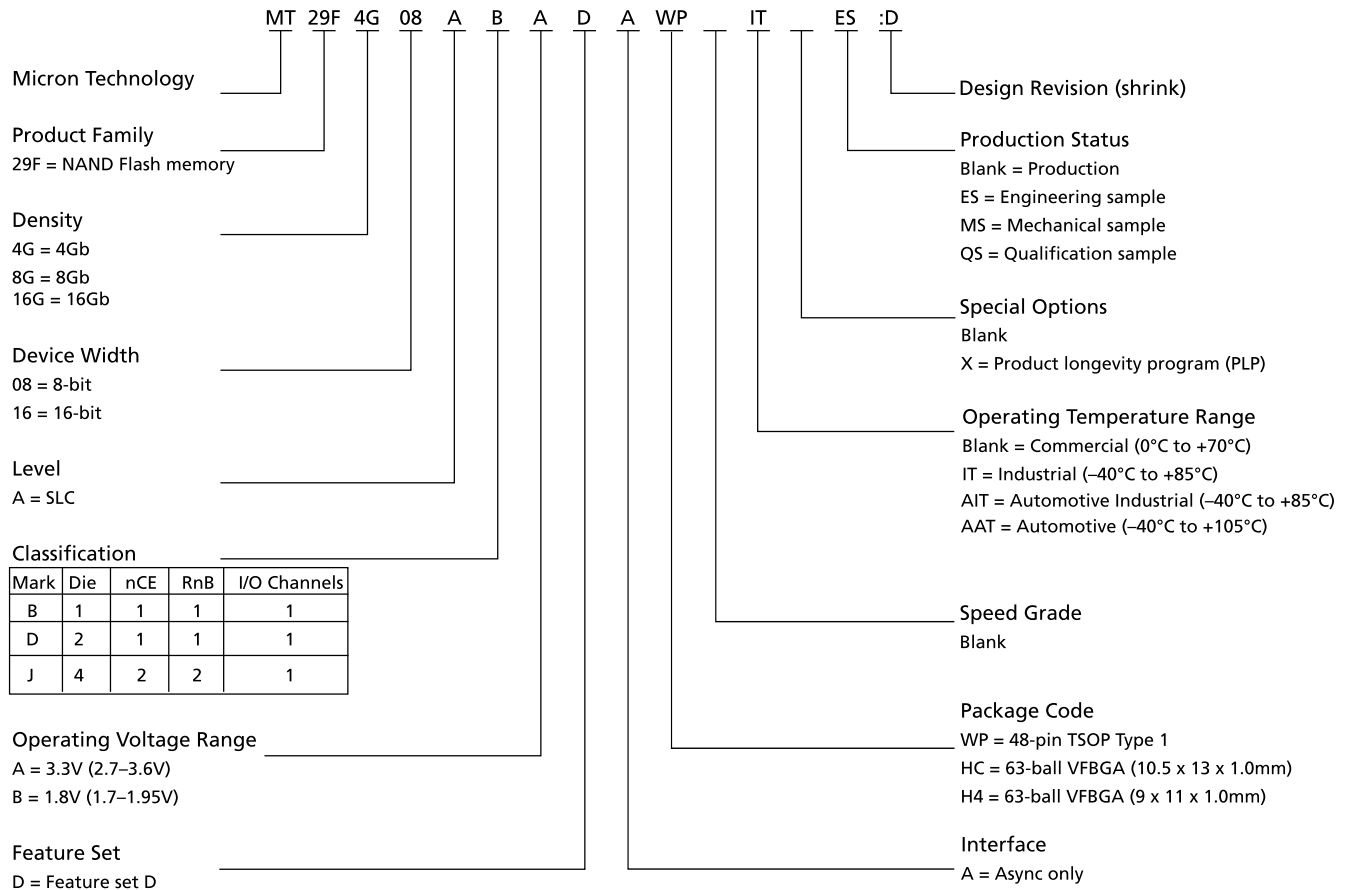 MT 29F 4G 08 A B A D A WP IT ES :D
Micron Technology
Product Family
29F = NAND Flash memory
Density
4G = 4Gb
8G = 8Gb
16G = 16Gb
Device Width
08 = 8-bit
16 = 16-bit
Level
A = SLC
Classification
Mark Die nCE RnB I/O Channels
B 1 1 1 1
D 2 1 1 1
J 4 2 2 1
Operating Voltage Range
A = 3.3V (2.7–3.6V)
B = 1.8V (1.7–1.95V)
Feature Set
D = Feature set D
Design Revision (shrink)
Production Status
Blank = Production
ES = Engineering sample
MS = Mechanical sample
QS = Qualification sample
Special Options
Blank
X = Product longevity program (PLP)
Operating Temperature Range
Blank = Commercial (0°C to +70°C)
IT = Industrial (–40°C to +85°C)
AIT = Automotive Industrial (–40°C to +85°C)
AAT = Automotive (–40°C to +105°C)
Speed Grade
Blank
Package Code
WP = 48-pin TSOP Type 1
HC = 63-ball VFBGA (10.5 x 13 x 1.0mm)
H4 = 63-ball VFBGA (9 x 11 x 1.0mm)
Interface
A = Async only